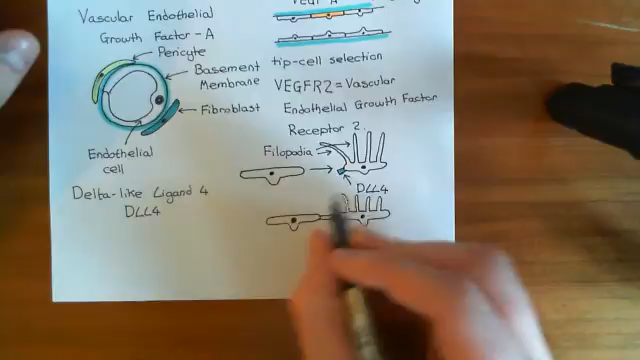 Vascular Endothelial
Growth Factor-A
Pericyte
Basement
Membrane
Fibroblast
Endothelial
cell
Delta-like Ligand 4
DLL4
VEGF A
tip-cell selection
VEGFR2 = Vascular
Endothelial Growth Factor
Receptor 2.
Filopodia
DLL4